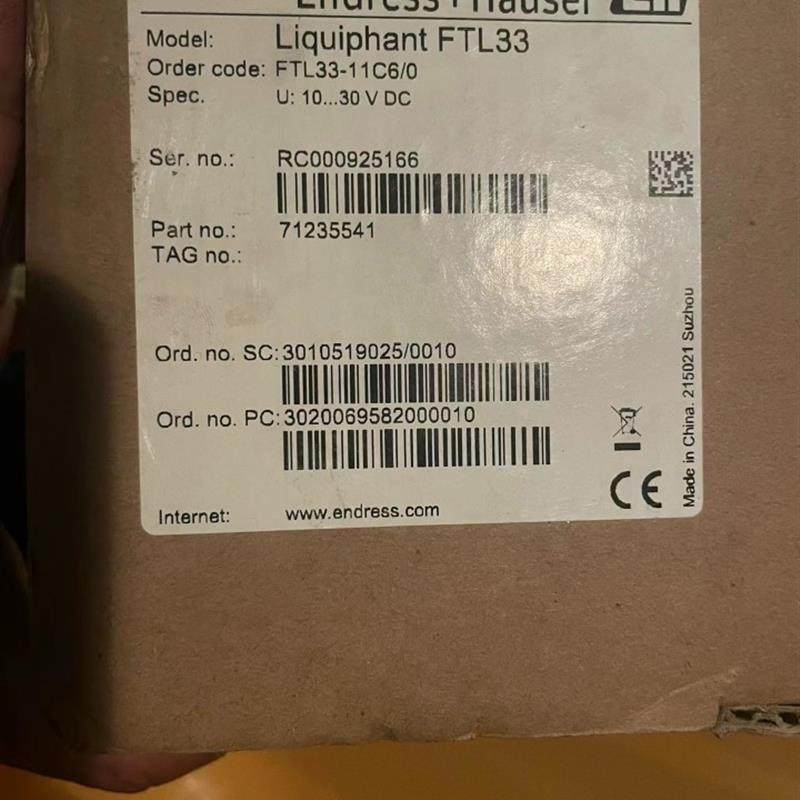 Endress+Hauser
Model: Liquiphant FTL33
Order code: FTL33-11C6/0
Spec. U: 10...30 V DC
Ser. no.: RC000925166
Part no.: 71235541
TAG no.:
Ord. no. SC: 3010519025/0010
Ord. no. PC: 3020069582000010
Internet: www.endress.com
Made in China. 215021 Suzhou
CE